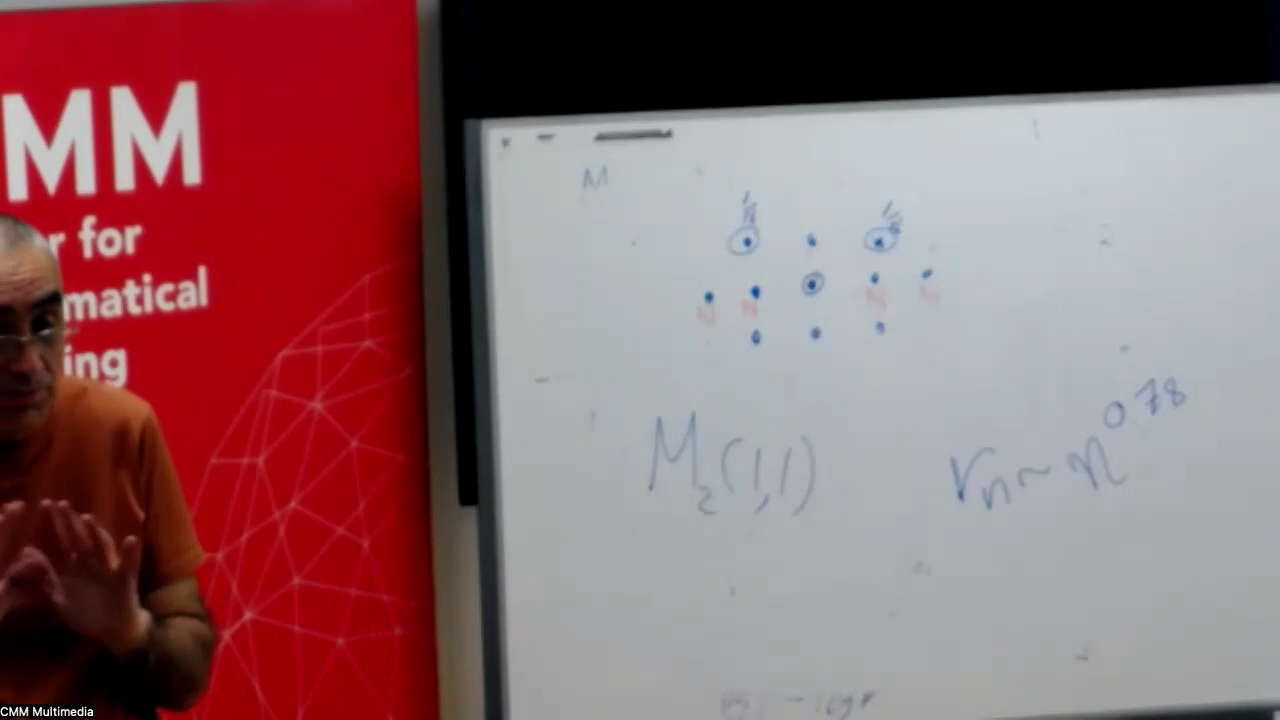 MM
r for
matical
ing
M
M₂(1,1)
rₙ ~ n^0.78
CMM Multimedia